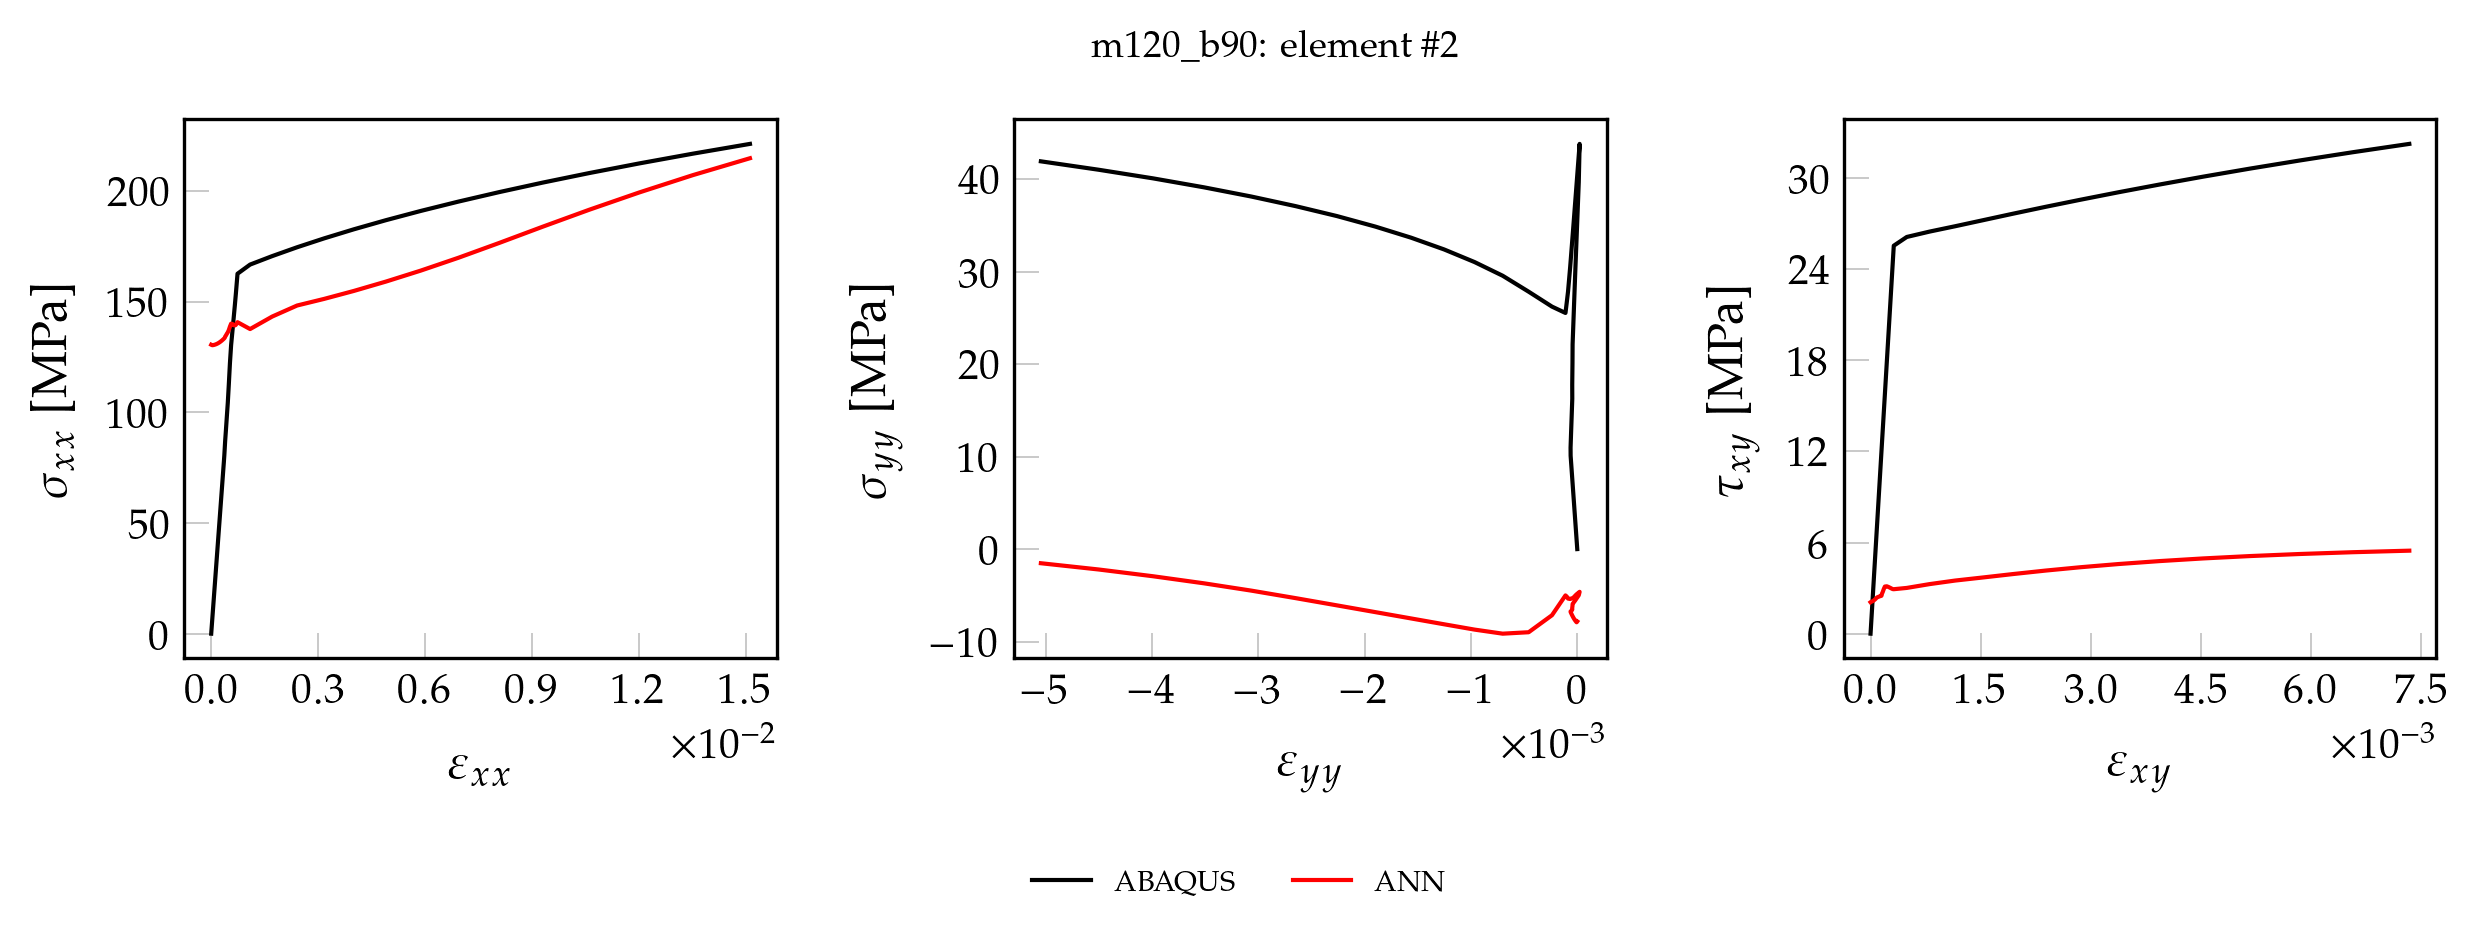 m120_b90: element #2
σxx [MPa]
200
150
100
50
0
0.0 0.3 0.6 0.9 1.2 1.5
×10−2
εxx
σyy [MPa]
40
30
20
10
0
−10
−5 −4 −3 −2 −1 0
×10−3
εyy
τxy [MPa]
30
24
18
12
6
0
0.0 1.5 3.0 4.5 6.0 7.5
×10−3
εxy
ABAQUS ANN